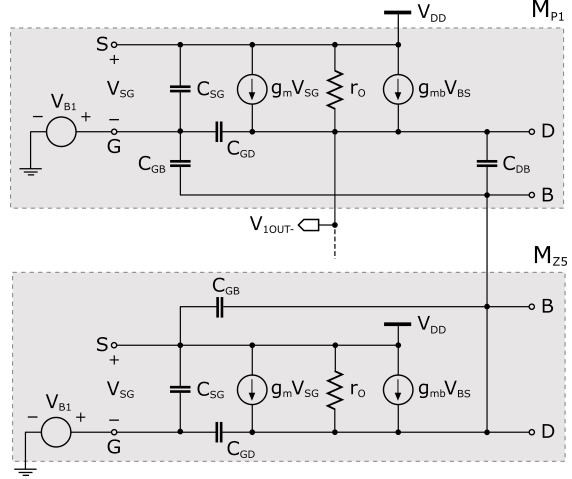 V_DD
M_P1
S
+
V_SG
C_SG
g_mV_SG
r_O
g_mbV_BS
V_B1
− +
−
G
C_GD
D
C_GB
C_DB
B
V_1OUT-
M_Z5
C_GB
B
V_DD
S
+
V_SG
C_SG
g_mV_SG
r_O
g_mbV_BS
V_B1
− +
−
G
C_GD
D